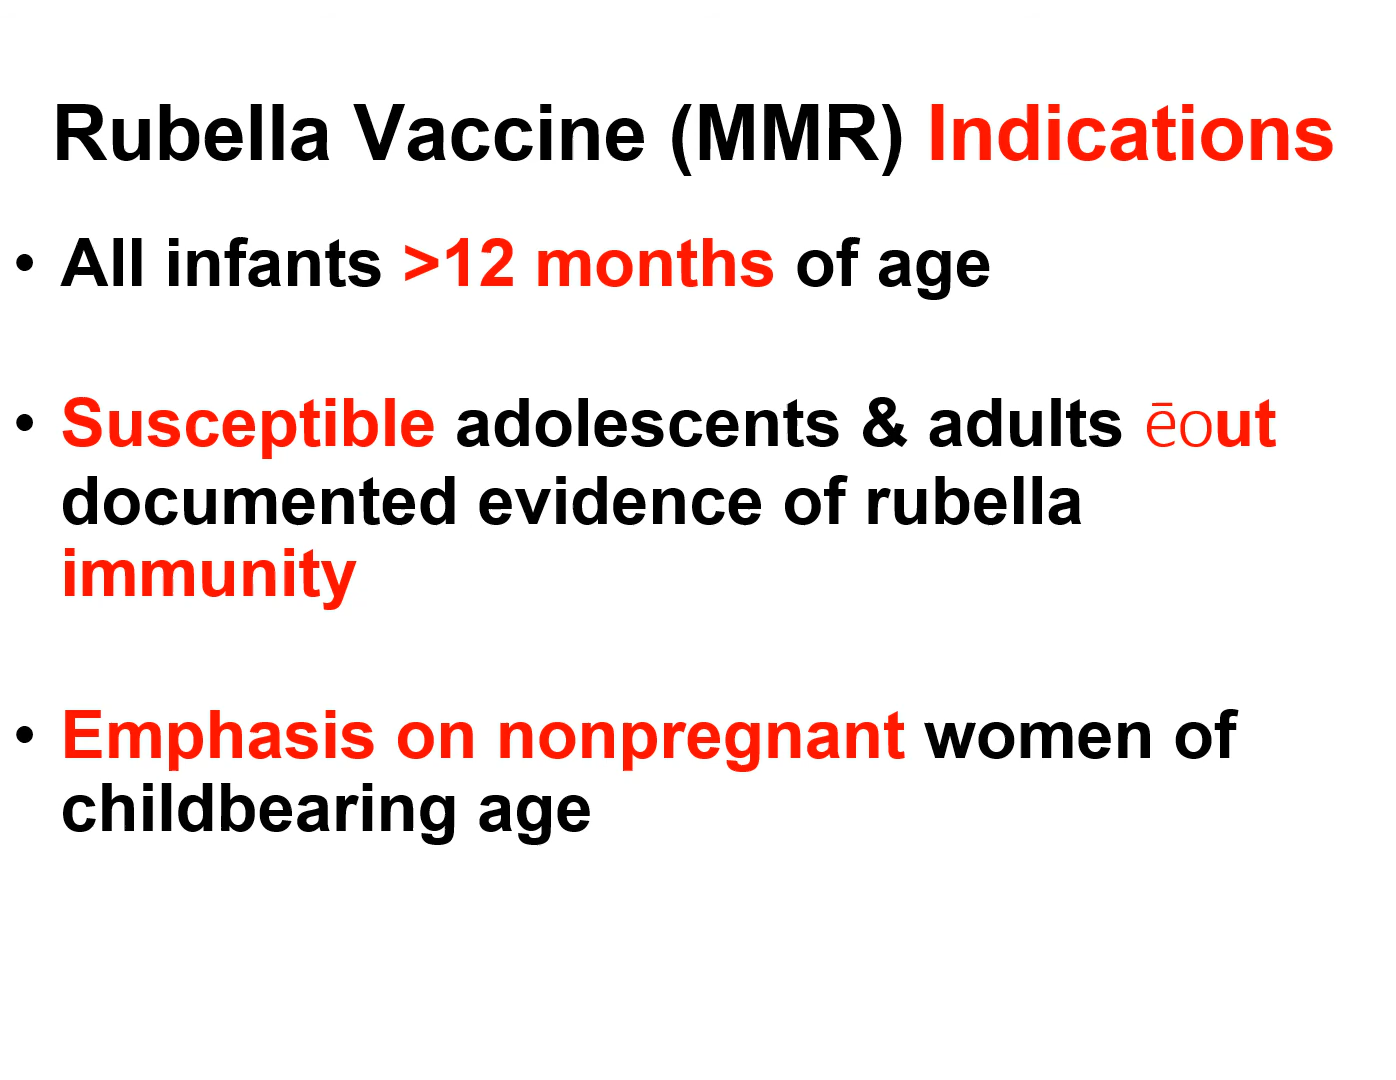 Rubella Vaccine (MMR) Indications
• All infants >12 months of age
• Susceptible adolescents & adults ēout
documented evidence of rubella
immunity
• Emphasis on nonpregnant women of
childbearing age